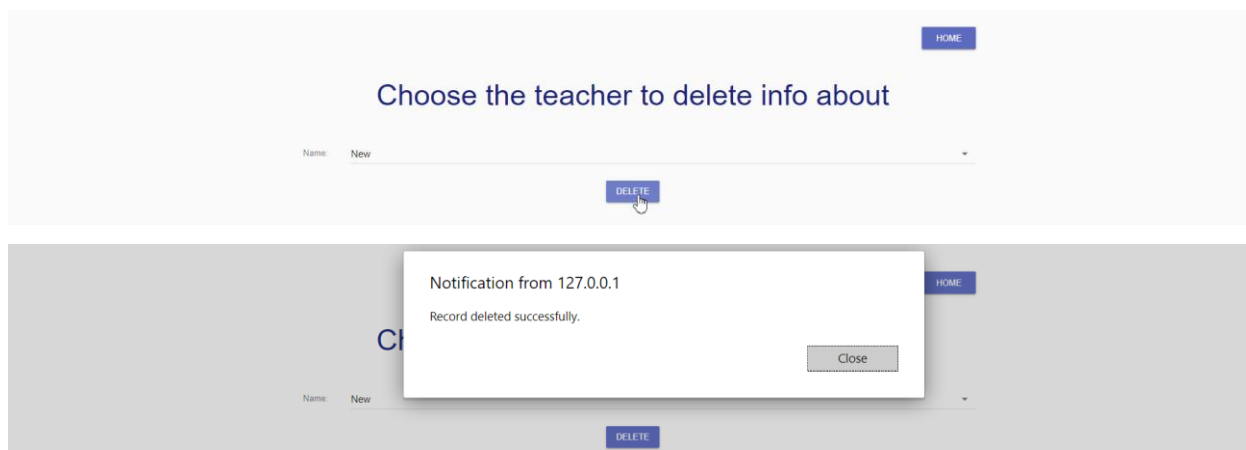 HOME
Choose the teacher to delete info about
Name: New
DELETE
Notification from 127.0.0.1
HOME
Record deleted successfully.
Ch
Close
Name: New
DELETE